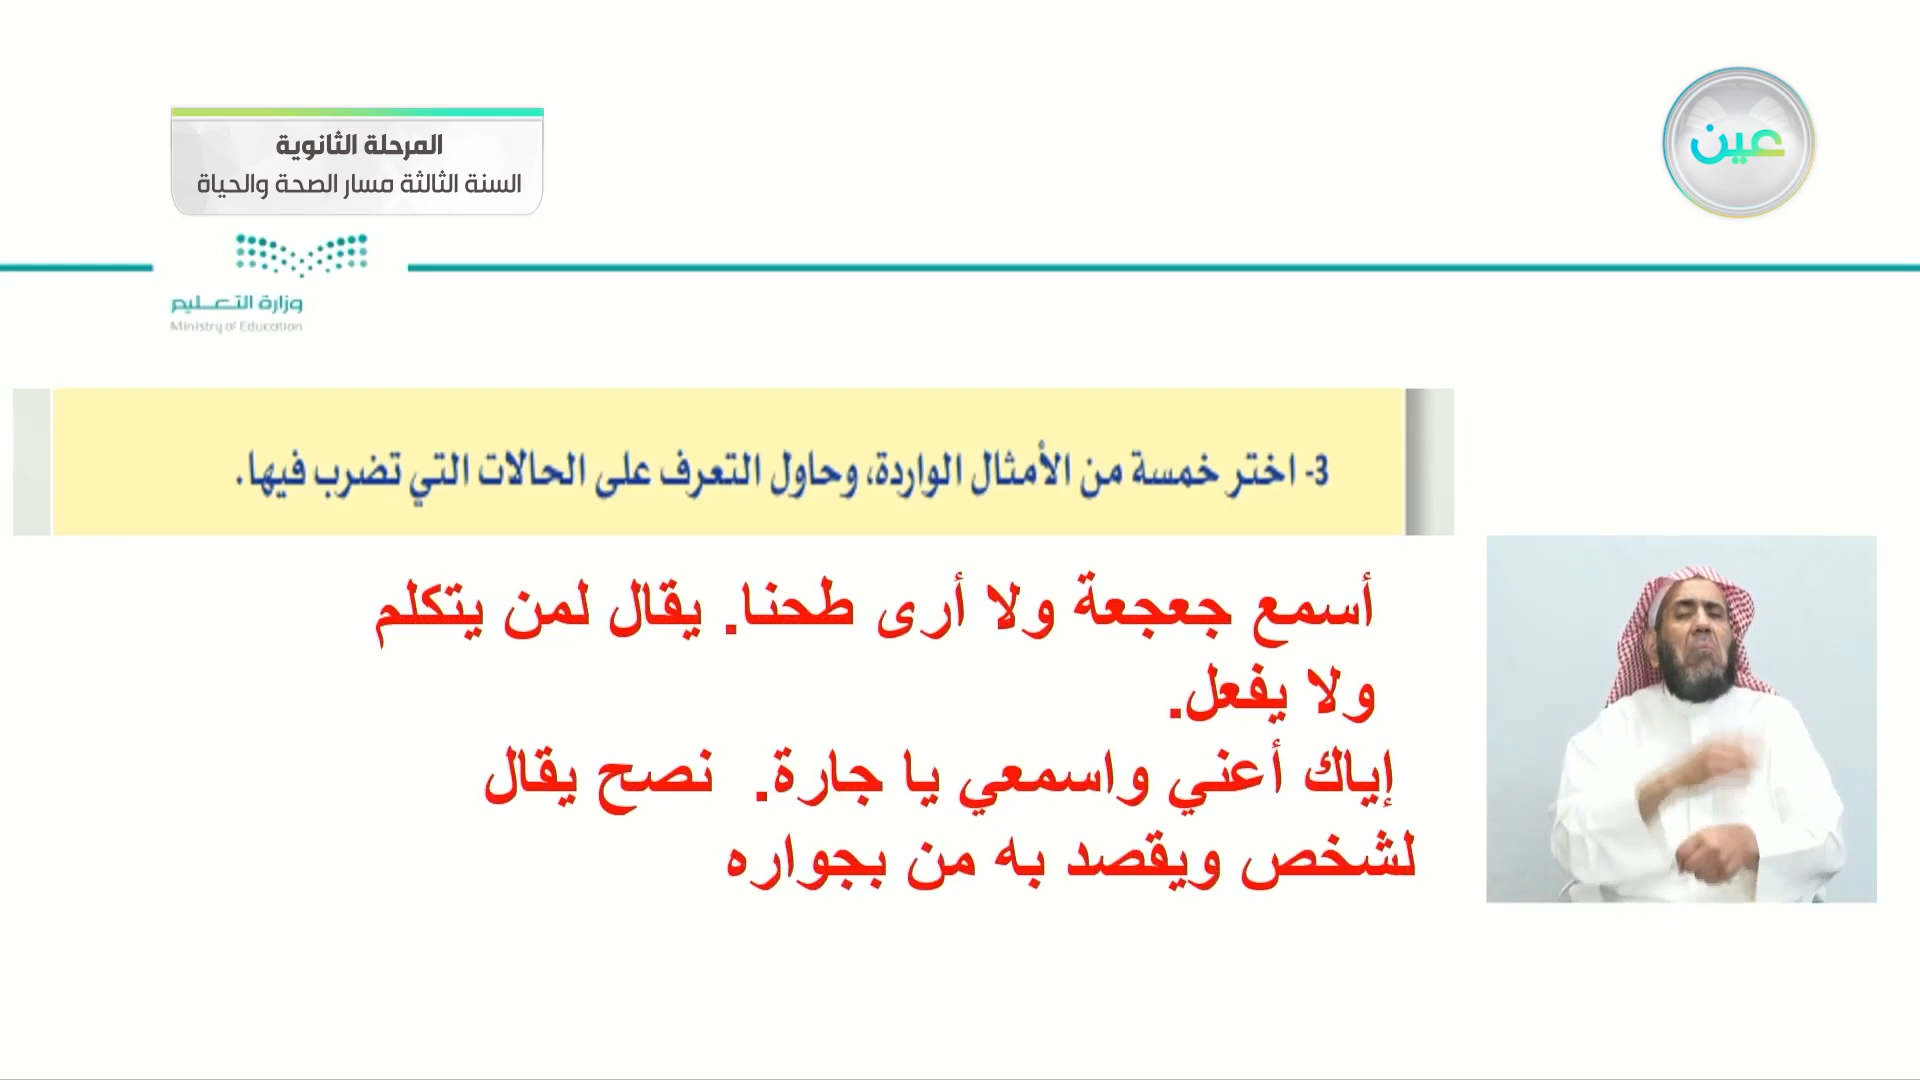 المرحلة الثانوية
السنة الثالثة مسار الصحة والحياة
عين
وزارة التعـــليم
Ministry of Education
3- اختر خمسة من الأمثال الواردة، وحاول التعرف على الحالات التي تضرب فيها.
أسمع جعجعة ولا أرى طحنا. يقال لمن يتكلم
ولا يفعل.
إياك أعني واسمعي يا جارة. نصح يقال
لشخص ويقصد به من بجواره